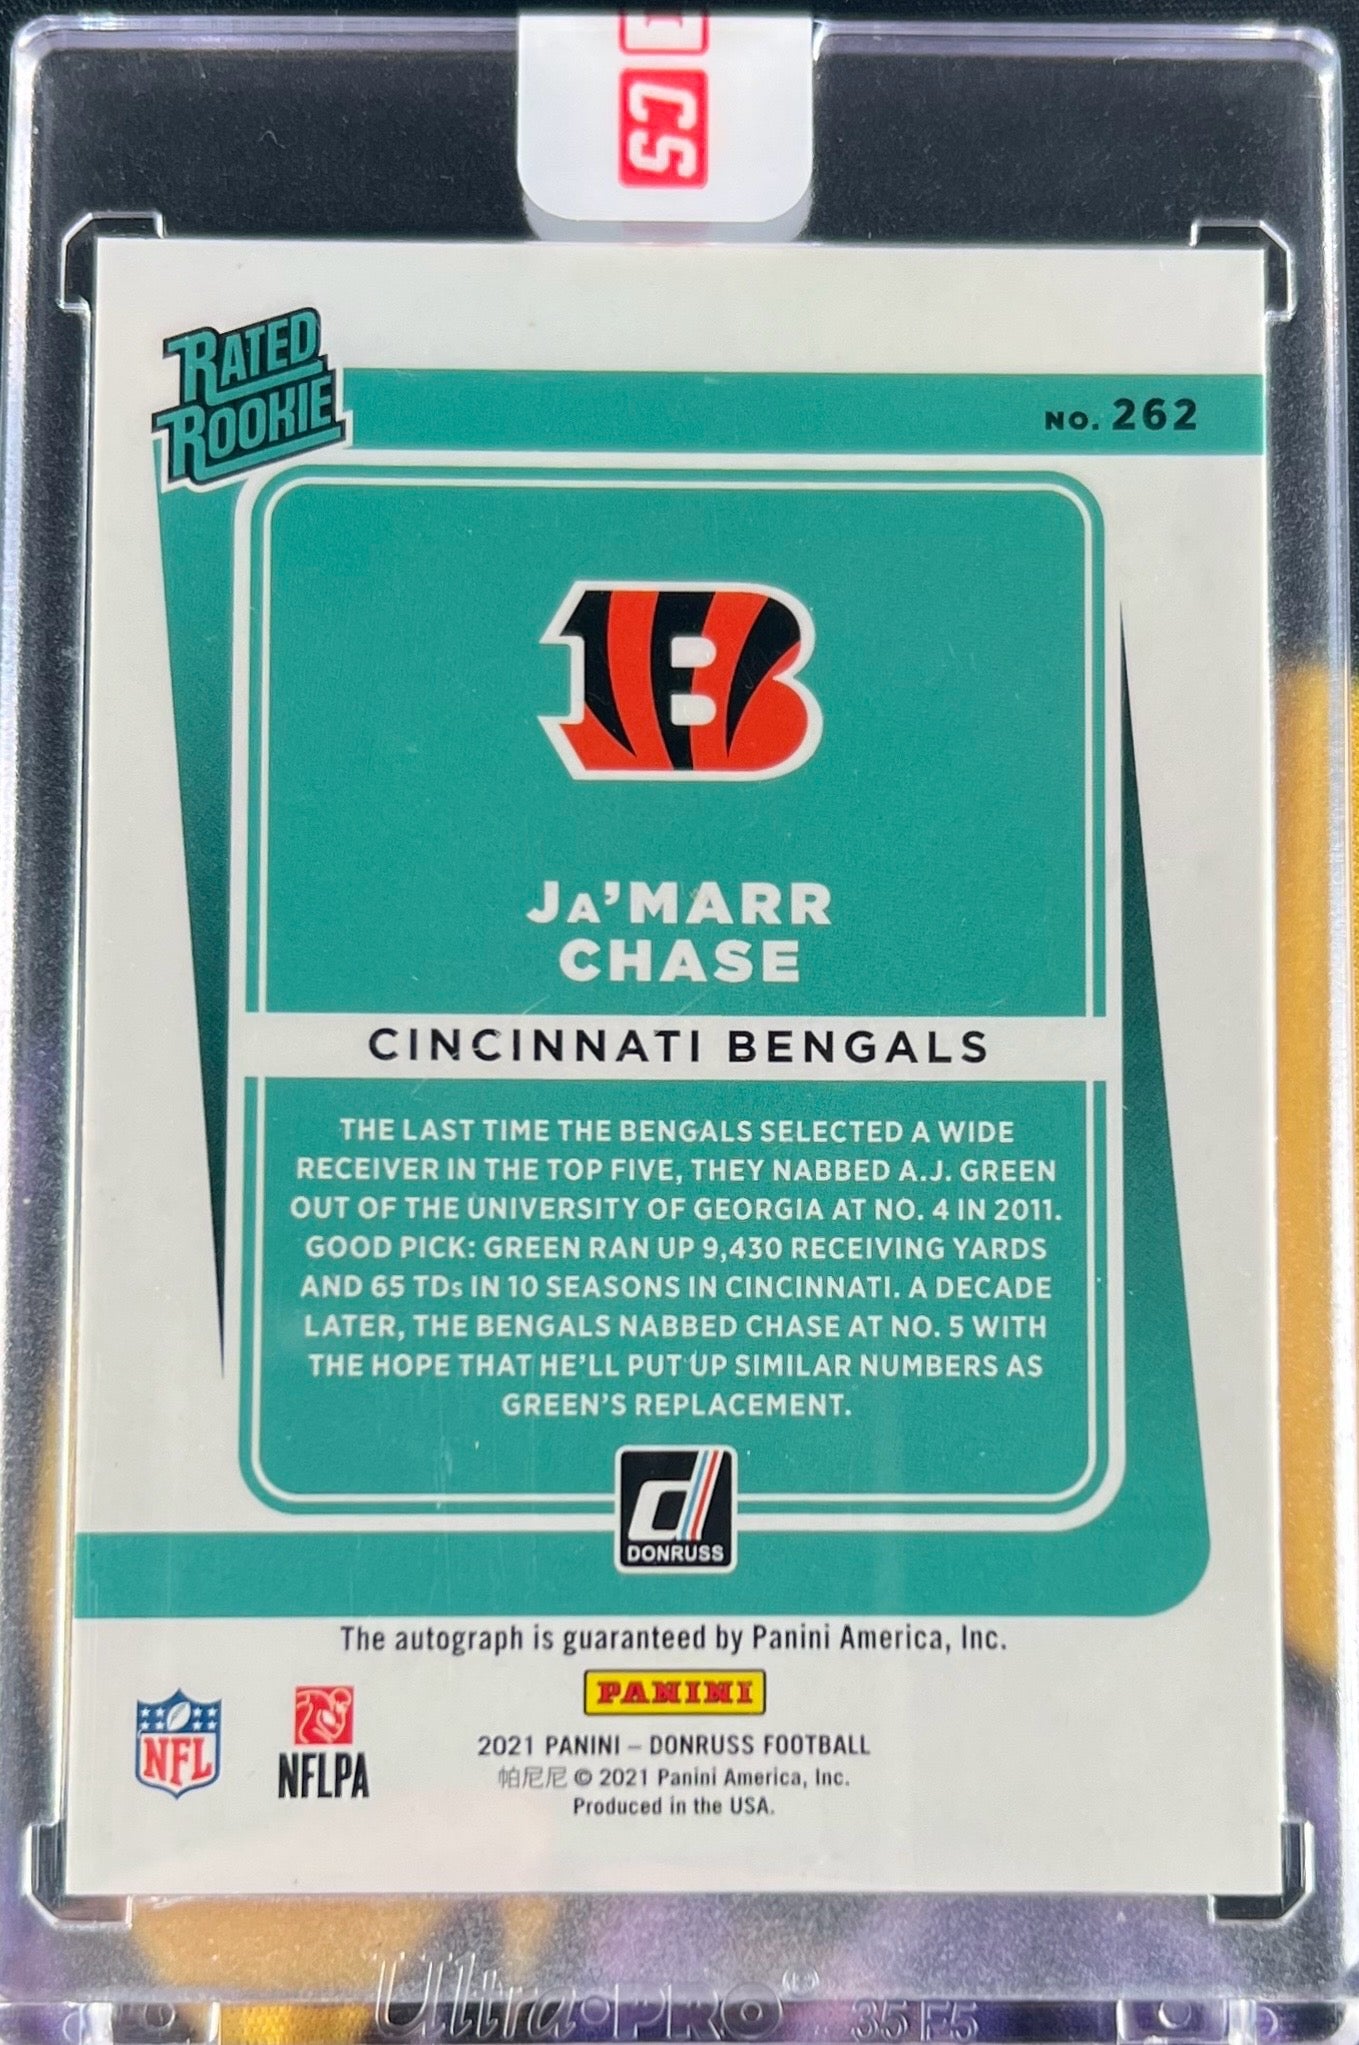 CS
RATED
ROOKIE
NO. 262
JA'MARR
CHASE
CINCINNATI BENGALS
THE LAST TIME THE BENGALS SELECTED A WIDE
RECEIVER IN THE TOP FIVE, THEY NABBED A.J. GREEN
OUT OF THE UNIVERSITY OF GEORGIA AT NO. 4 IN 2011.
GOOD PICK: GREEN RAN UP 9,430 RECEIVING YARDS
AND 65 TDs IN 10 SEASONS IN CINCINNATI. A DECADE
LATER, THE BENGALS NABBED CHASE AT NO. 5 WITH
THE HOPE THAT HE'LL PUT UP SIMILAR NUMBERS AS
GREEN'S REPLACEMENT.
d
DONRUSS
The autograph is guaranteed by Panini America, Inc.
PANINI
NFL
NFLPA
2021 PANINI – DONRUSS FOOTBALL
帕尼尼 © 2021 Panini America, Inc.
Produced in the USA.
Ultra•PRO® 35F5